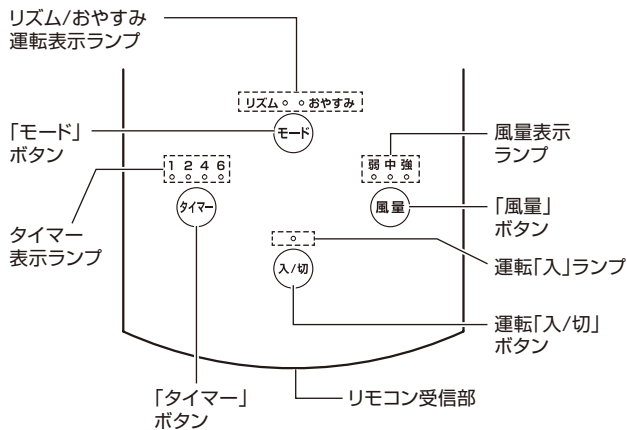 リズム/おやすみ
運転表示ランプ
リズム おやすみ
「モード」
ボタン
モード
風量表示
ランプ
1 2 4 6
弱 中 強
タイマー
風量
「風量」
ボタン
タイマー
表示ランプ
入/切
運転「入」ランプ
運転「入/切」
ボタン
「タイマー」
ボタン
リモコン受信部